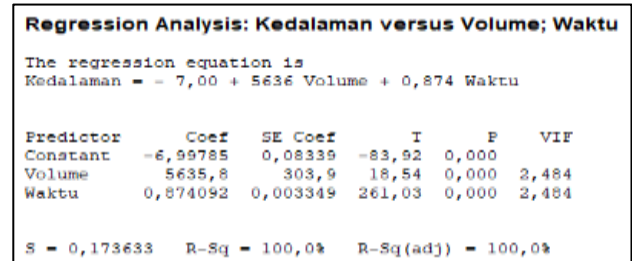 Regression Analysis: Kedalaman versus Volume; Waktu
The regression equation is
Kedalaman = - 7,00 + 5636 Volume + 0,874 Waktu
Predictor Coef SE Coef T P VIF
Constant -6,99785 0,08339 -83,92 0,000
Volume 5635,8 303,9 18,54 0,000 2,484
Waktu 0,874092 0,003349 261,03 0,000 2,484
S = 0,173633 R-Sq = 100,0% R-Sq(adj) = 100,0%